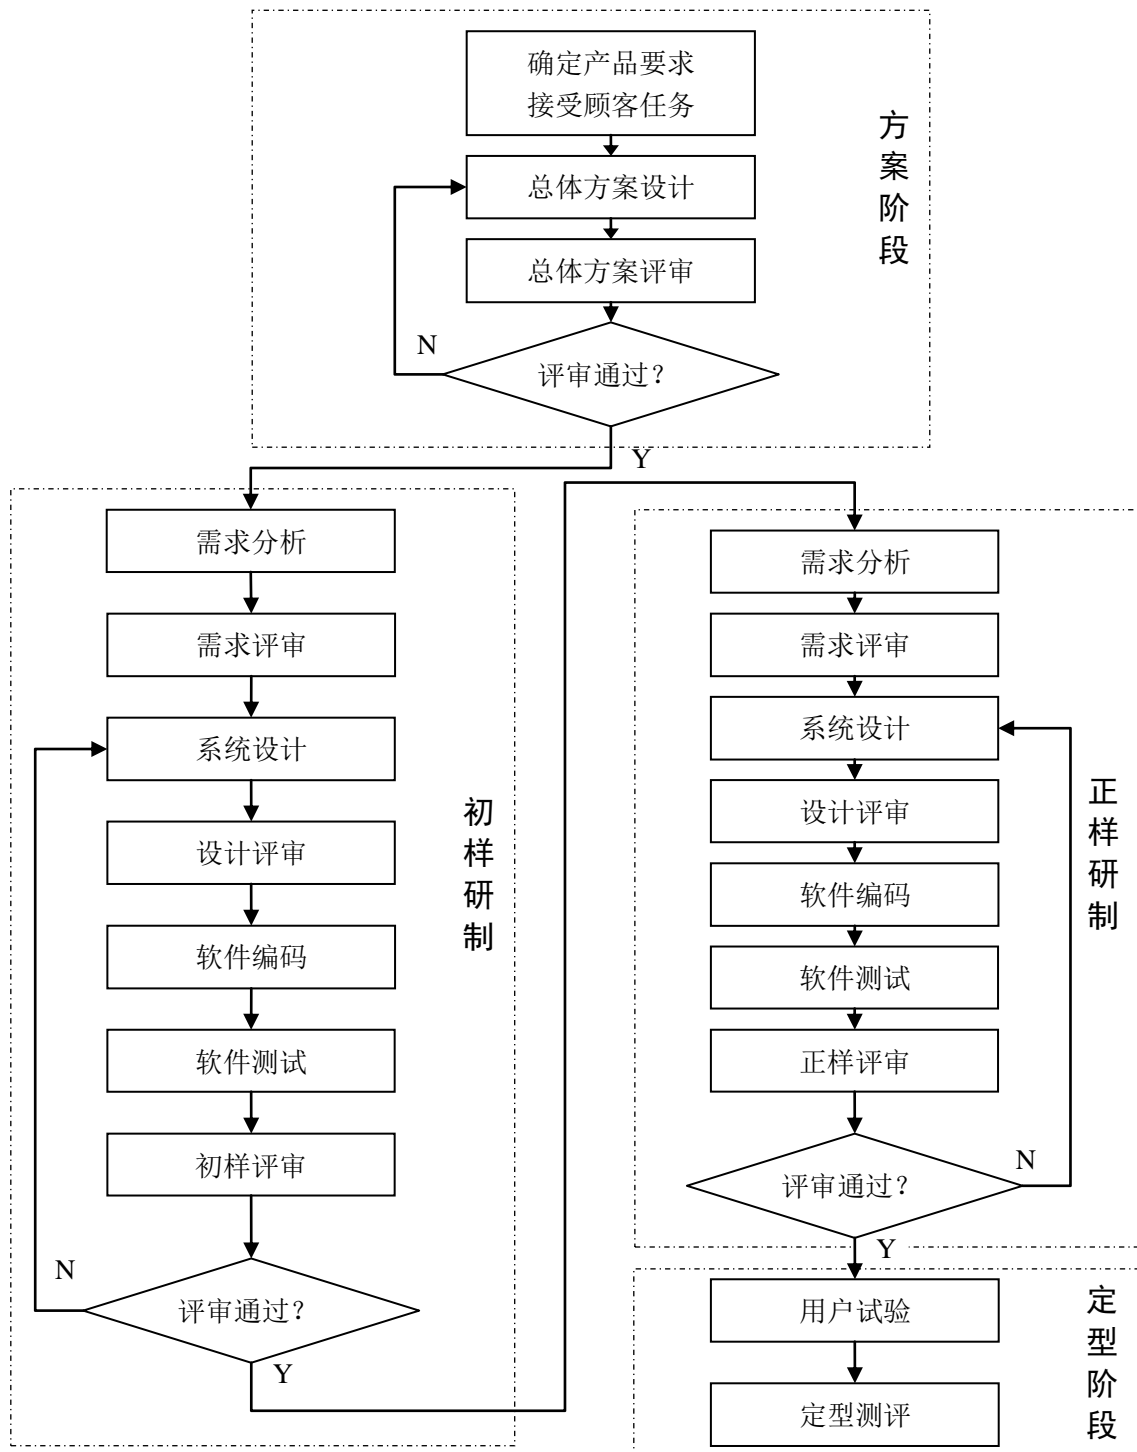 确定产品要求
接受顾客任务
总体方案设计
总体方案评审
评审通过？
N
Y
方案阶段
需求分析
需求评审
系统设计
设计评审
软件编码
软件测试
初样评审
评审通过？
N
Y
初样研制
需求分析
需求评审
系统设计
设计评审
软件编码
软件测试
正样评审
评审通过？
N
Y
正样研制
用户试验
定型测评
定型阶段